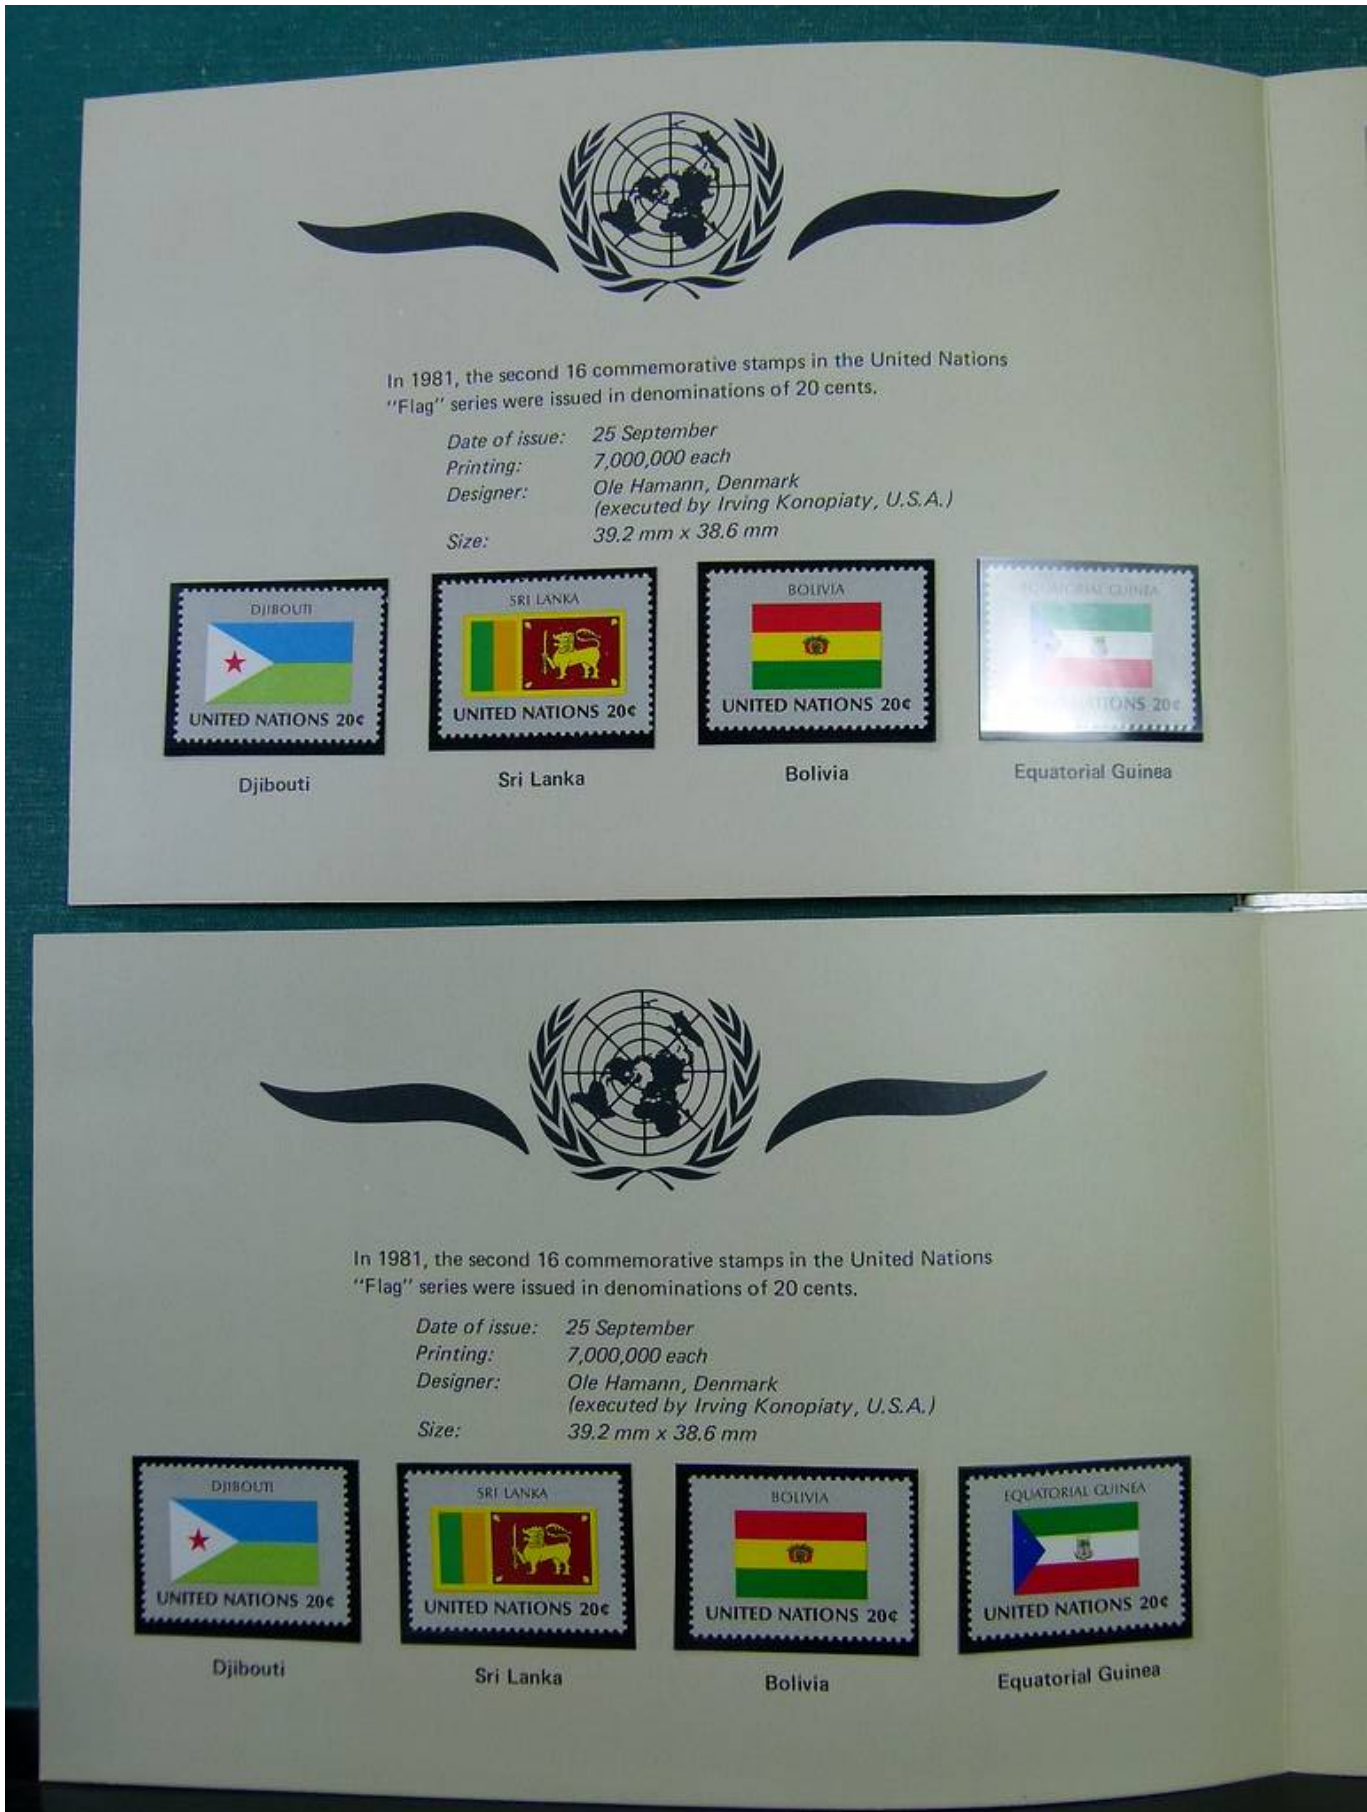 In 1981, the second 16 commemorative stamps in the United Nations
"Flag" series were issued in denominations of 20 cents.
Date of issue: 25 September
Printing: 7,000,000 each
Designer: Ole Hamann, Denmark
(executed by Irving Konopiaty, U.S.A.)
Size: 39.2 mm x 38.6 mm
DJIBOUTI
UNITED NATIONS 20¢
SRI LANKA
UNITED NATIONS 20¢
BOLIVIA
UNITED NATIONS 20¢
EQUATORIAL GUINEA
NATIONS 20¢
Djibouti
Sri Lanka
Bolivia
Equatorial Guinea
In 1981, the second 16 commemorative stamps in the United Nations
"Flag" series were issued in denominations of 20 cents.
Date of issue: 25 September
Printing: 7,000,000 each
Designer: Ole Hamann, Denmark
(executed by Irving Konopiaty, U.S.A.)
Size: 39.2 mm x 38.6 mm
DJIBOUTI
UNITED NATIONS 20¢
SRI LANKA
UNITED NATIONS 20¢
BOLIVIA
UNITED NATIONS 20¢
EQUATORIAL GUINEA
UNITED NATIONS 20¢
Djibouti
Sri Lanka
Bolivia
Equatorial Guinea